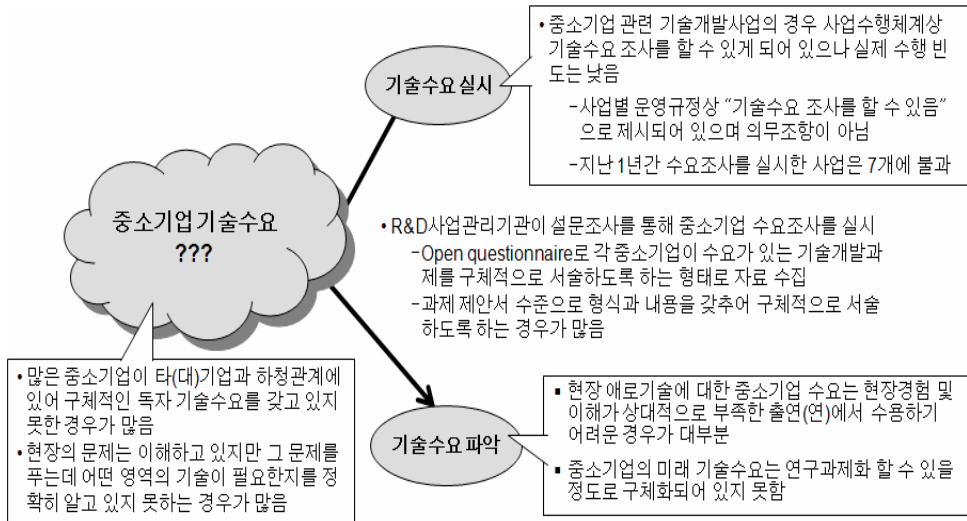 • 중소기업 관련 기술개발사업의 경우 사업수행체계상
기술수요 조사를 할 수 있게 되어 있으나 실제 수행 빈
도는 낮음
–사업별 운영규정상 “기술수요 조사를 할 수 있음”
으로 제시되어 있으며 의무조항이 아님
–지난 1년간 수요조사를 실시한 사업은 7개에 불과
기술수요 실시
중소기업 기술수요
???
• R&D사업관리기관이 설문조사를 통해 중소기업 수요조사를 실시
–Open questionnaire로 각 중소기업이 수요가 있는 기술개발과
제를 구체적으로 서술하도록 하는 형태로 자료 수집
–과제 제안서 수준으로 형식과 내용을 갖추어 구체적으로 서술
하도록 하는 경우가 많음
• 많은 중소기업이 타(대)기업과 하청관계에
있어 구체적인 독자 기술수요를 갖고 있지
못한 경우가 많음
• 현장의 문제는 이해하고 있지만 그 문제를
푸는데 어떤 영역의 기술이 필요한지를 정
확히 알고 있지 못하는 경우가 많음
기술수요 파악
▪ 현장 애로기술에 대한 중소기업 수요는 현장경험 및
이해가 상대적으로 부족한 출연(연)에서 수용하기
어려운 경우가 대부분
▪ 중소기업의 미래 기술수요는 연구과제화 할 수 있을
정도로 구체화되어 있지 못함